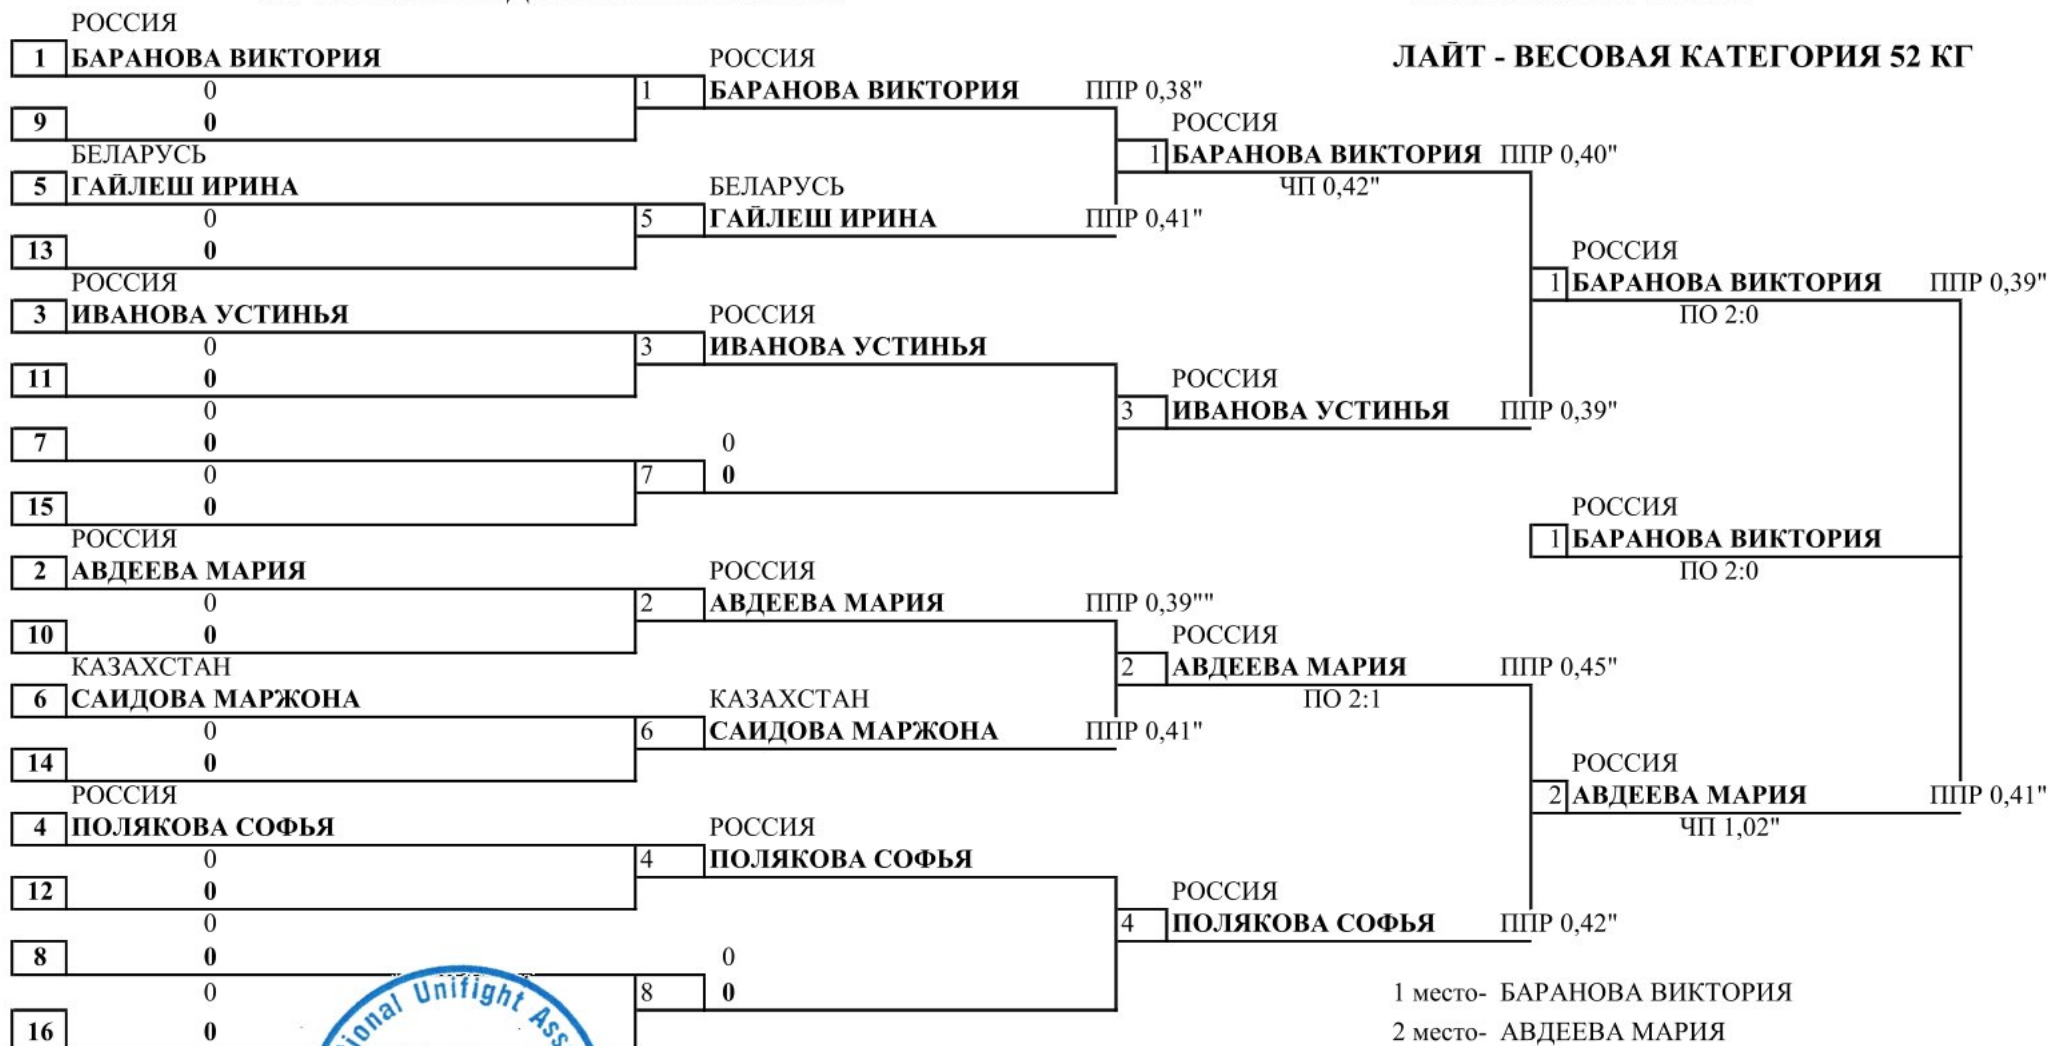 РОССИЯ
1 БАРАНОВА ВИКТОРИЯ
РОССИЯ
ЛАЙТ - ВЕСОВАЯ КАТЕГОРИЯ 52 КГ
0
1 БАРАНОВА ВИКТОРИЯ ППР 0,38"
9 0
РОССИЯ
БЕЛАРУСЬ
1 БАРАНОВА ВИКТОРИЯ ППР 0,40"
5 ГАЙЛЕШ ИРИНА
БЕЛАРУСЬ
ЧП 0,42"
0
5 ГАЙЛЕШ ИРИНА ППР 0,41"
13 0
РОССИЯ
РОССИЯ
1 БАРАНОВА ВИКТОРИЯ ППР 0,39"
3 ИВАНОВА УСТИНЬЯ
РОССИЯ
ПО 2:0
0
3 ИВАНОВА УСТИНЬЯ
11 0
РОССИЯ
0
3 ИВАНОВА УСТИНЬЯ ППР 0,39"
7 0
0
0
7 0
15 0
РОССИЯ
РОССИЯ
1 БАРАНОВА ВИКТОРИЯ
2 АВДЕЕВА МАРИЯ
РОССИЯ
ПО 2:0
0
2 АВДЕЕВА МАРИЯ ППР 0,39""
10 0
РОССИЯ
КАЗАХСТАН
2 АВДЕЕВА МАРИЯ ППР 0,45"
6 САИДОВА МАРЖОНА
КАЗАХСТАН
ПО 2:1
0
6 САИДОВА МАРЖОНА ППР 0,41"
14 0
РОССИЯ
РОССИЯ
2 АВДЕЕВА МАРИЯ ППР 0,41"
4 ПОЛЯКОВА СОФЬЯ
РОССИЯ
ЧП 1,02"
0
4 ПОЛЯКОВА СОФЬЯ
12 0
РОССИЯ
0
4 ПОЛЯКОВА СОФЬЯ ППР 0,42"
8 0
0
0
8 0
1 место- БАРАНОВА ВИКТОРИЯ
16 0
2 место- АВДЕЕВА МАРИЯ
Unifight